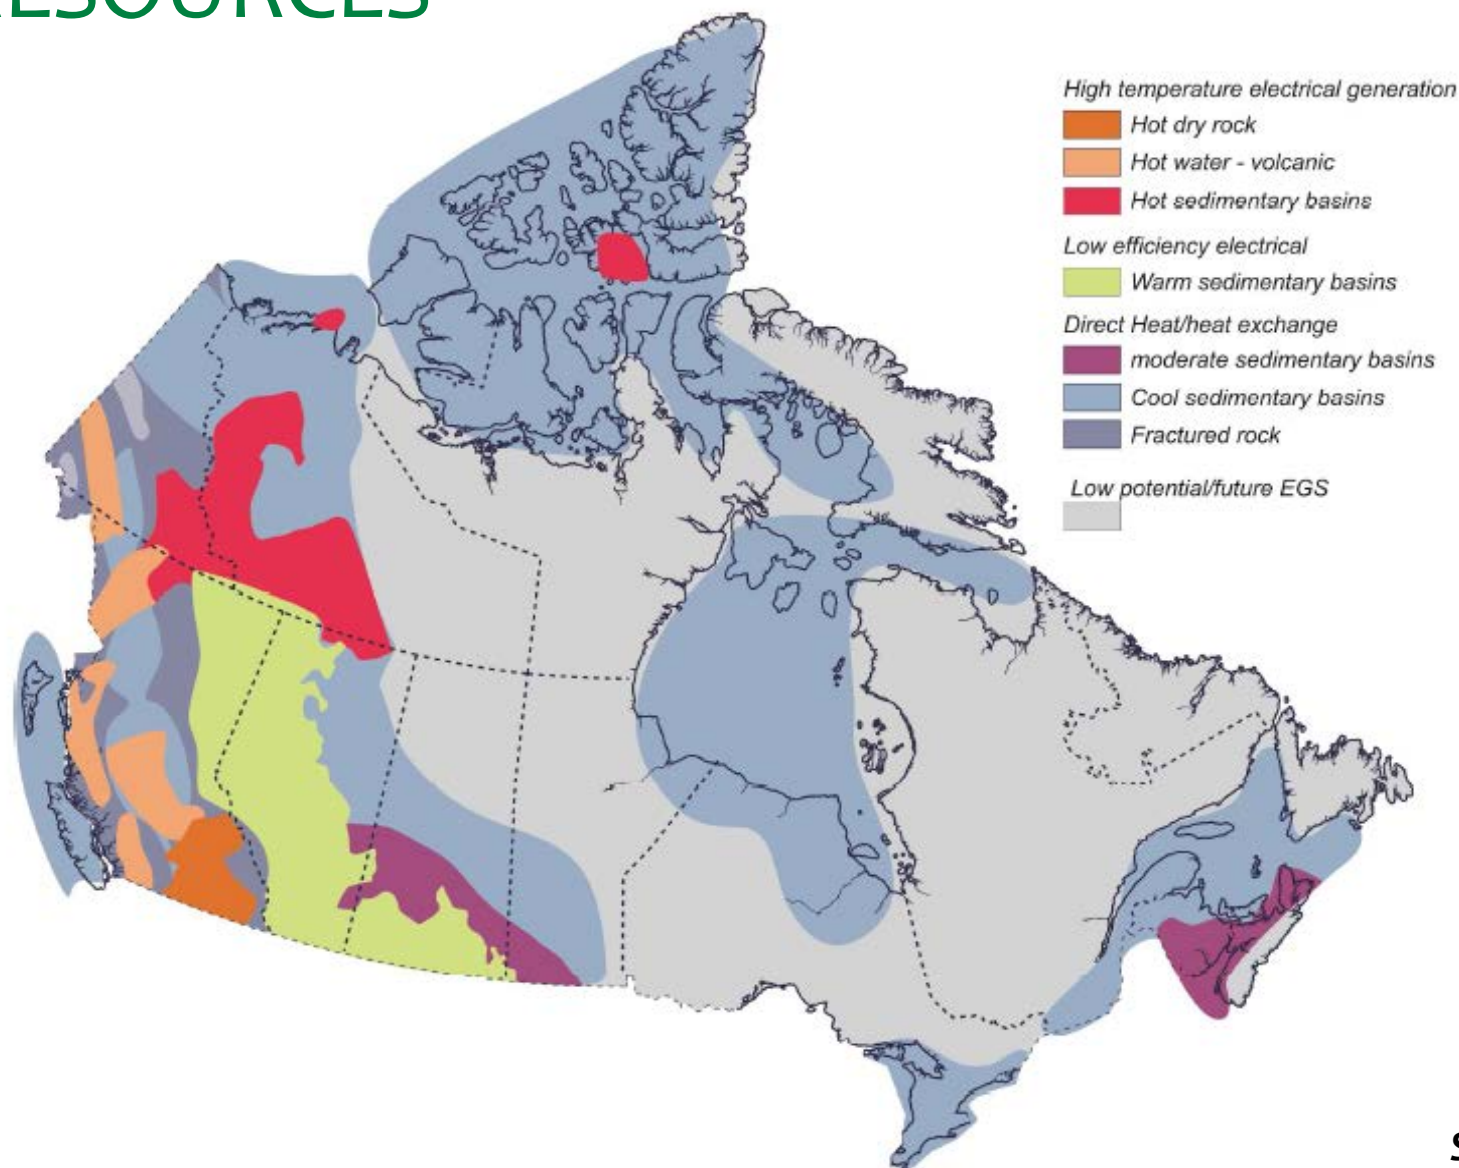 RESOURCES
High temperature electrical generation
Hot dry rock
Hot water - volcanic
Hot sedimentary basins
Low efficiency electrical
Warm sedimentary basins
Direct Heat/heat exchange
moderate sedimentary basins
Cool sedimentary basins
Fractured rock
Low potential/future EGS
S